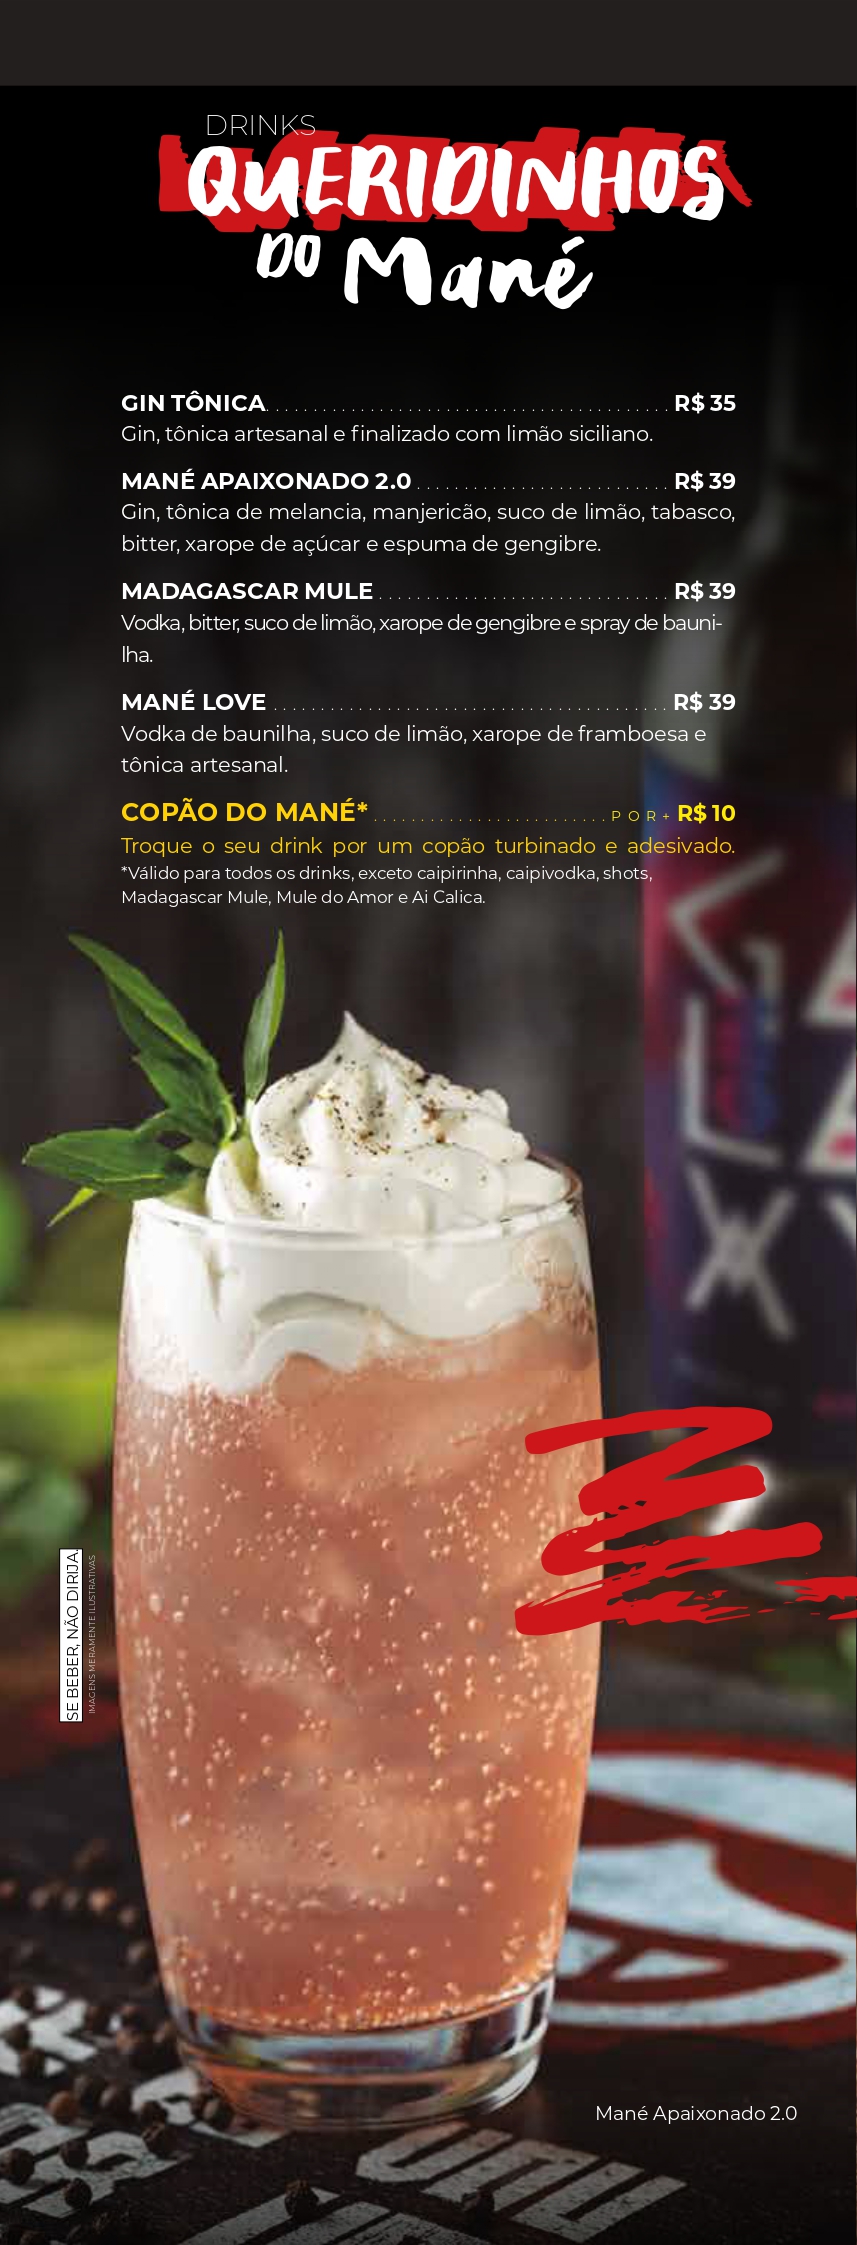 DRINKS
QUERIDINHOS
DO Mané
GIN TÔNICA. . . . . . . . . . . . . . . . . . . . . . . . . . . . . . . . . . . . . . . . . . R$ 35
Gin, tônica artesanal e finalizado com limão siciliano.
MANÉ APAIXONADO 2.0 . . . . . . . . . . . . . . . . . . . . . . . . . . . R$ 39
Gin, tônica de melancia, manjericão, suco de limão, tabasco,
bitter, xarope de açúcar e espuma de gengibre.
MADAGASCAR MULE . . . . . . . . . . . . . . . . . . . . . . . . . . . . . . . R$ 39
Vodka, bitter, suco de limão, xarope de gengibre e spray de bauni-
lha.
MANÉ LOVE . . . . . . . . . . . . . . . . . . . . . . . . . . . . . . . . . . . . . . . . . . R$ 39
Vodka de baunilha, suco de limão, xarope de framboesa e
tônica artesanal.
COPÃO DO MANÉ* . . . . . . . . . . . . . . . . . . . . . . . . . POR+ R$ 10
Troque o seu drink por um copão turbinado e adesivado.
*Válido para todos os drinks, exceto caipirinha, caipivodka, shots,
Madagascar Mule, Mule do Amor e Ai Calica.
SE BEBER, NÃO DIRIJA.
IMAGENS MERAMENTE ILUSTRATIVAS
Mané Apaixonado 2.0